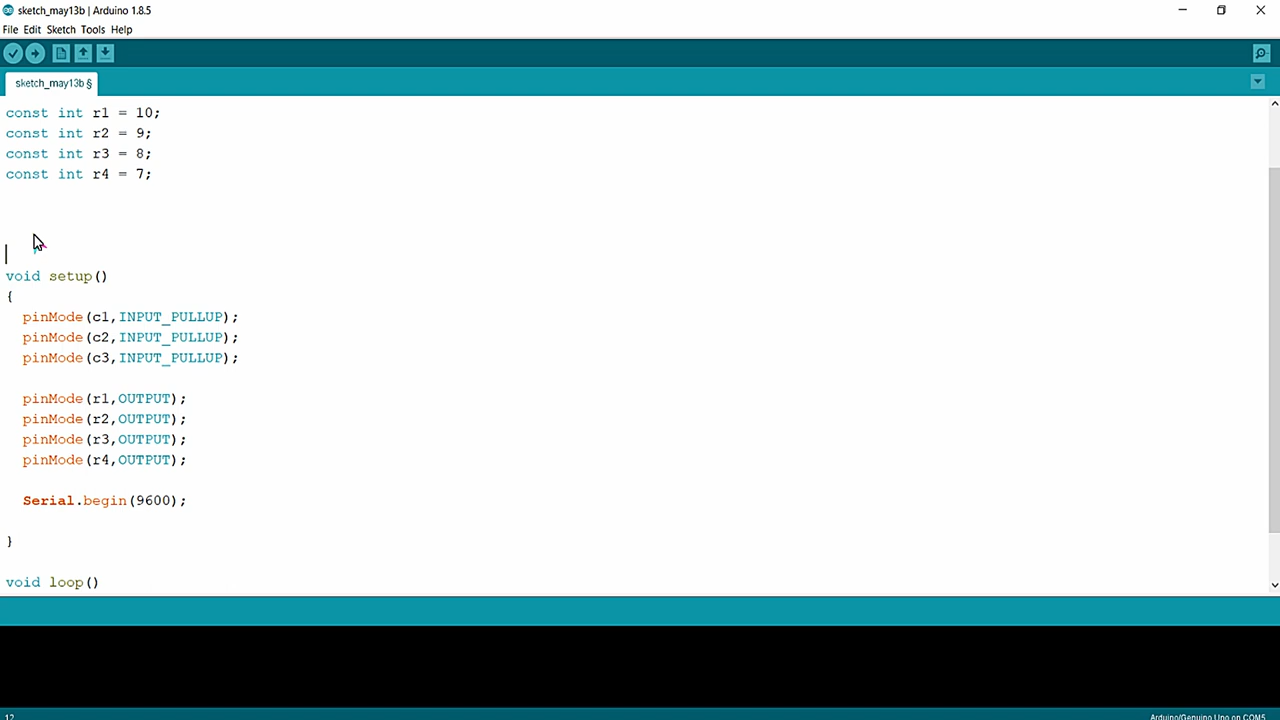 sketch_may13b | Arduino 1.8.5
File Edit Sketch Tools Help
sketch_may13b §
const int r1 = 10;
const int r2 = 9;
const int r3 = 8;
const int r4 = 7;
void setup()
{
pinMode(c1,INPUT_PULLUP);
pinMode(c2,INPUT_PULLUP);
pinMode(c3,INPUT_PULLUP);
pinMode(r1,OUTPUT);
pinMode(r2,OUTPUT);
pinMode(r3,OUTPUT);
pinMode(r4,OUTPUT);
Serial.begin(9600);
}
void loop()
12 Arduino/Genuino Uno on COM5